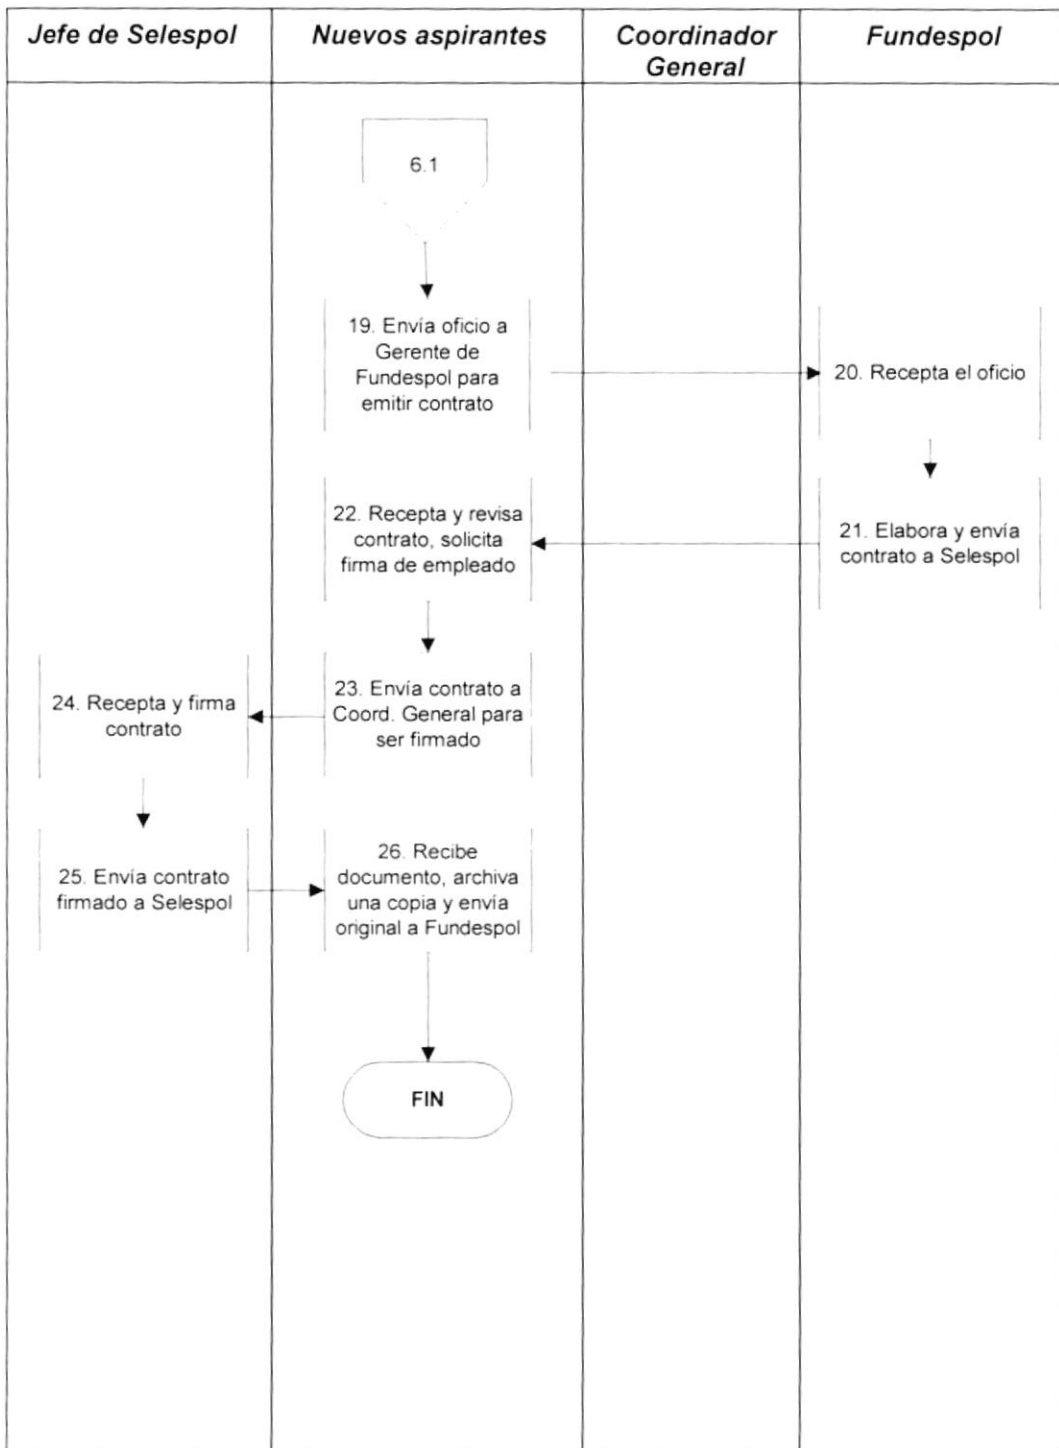 Jefe de Selespol
Nuevos aspirantes
Coordinador
General
Fundespol
6.1
19. Envía oficio a
Gerente de
Fundespol para
emitir contrato
20. Recepta el oficio
22. Recepta y revisa
contrato, solicita
firma de empleado
21. Elabora y envía
contrato a Selespol
24. Recepta y firma
contrato
23. Envía contrato a
Coord. General para
ser firmado
25. Envía contrato
firmado a Selespol
26. Recibe
documento, archiva
una copia y envía
original a Fundespol
FIN